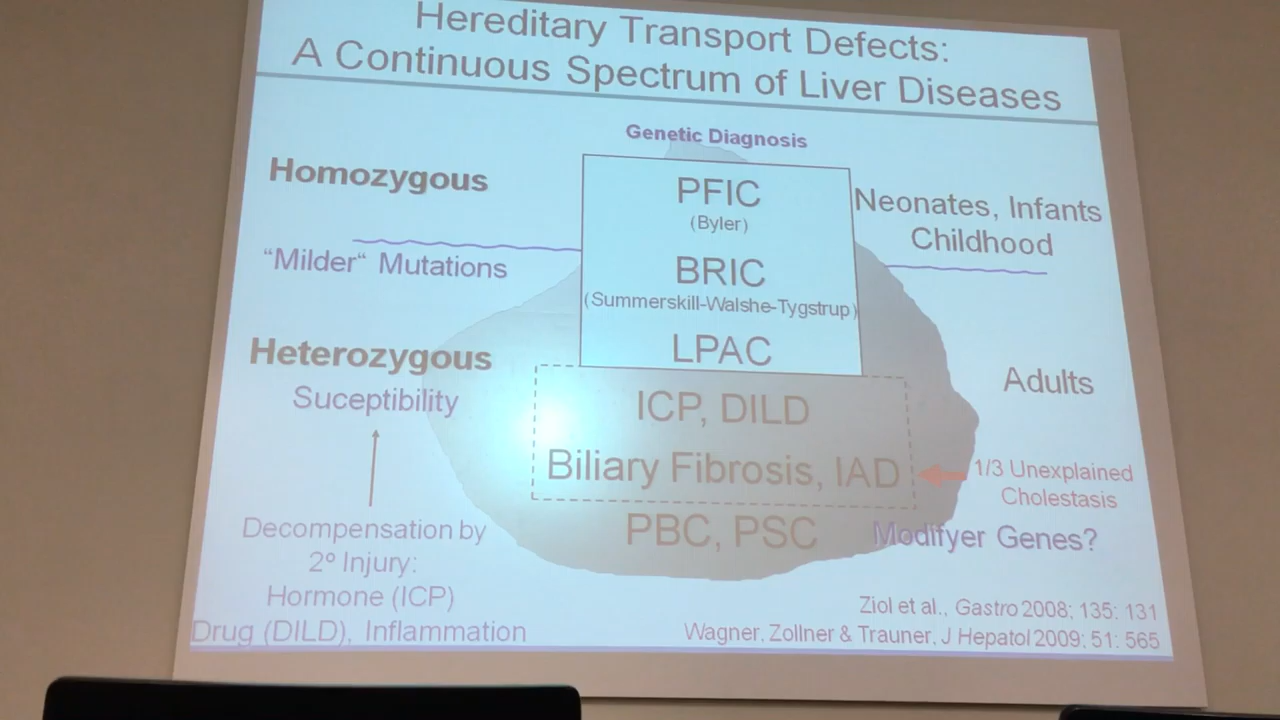 Hereditary Transport Defects:
A Continuous Spectrum of Liver Diseases
Genetic Diagnosis
Homozygous
PFIC
(Byler)
Neonates, Infants
Childhood
“Milder“ Mutations
BRIC
(Summerskill-Walshe-Tygstrup)
LPAC
Heterozygous
Suceptibility
Adults
ICP, DILD
Biliary Fibrosis, IAD
1/3 Unexplained
Cholestasis
PBC, PSC
Modifyer Genes?
Decompensation by
2º Injury:
Hormone (ICP)
Drug (DILD), Inflammation
Ziol et al., Gastro 2008; 135: 131
Wagner, Zollner & Trauner, J Hepatol 2009; 51: 565